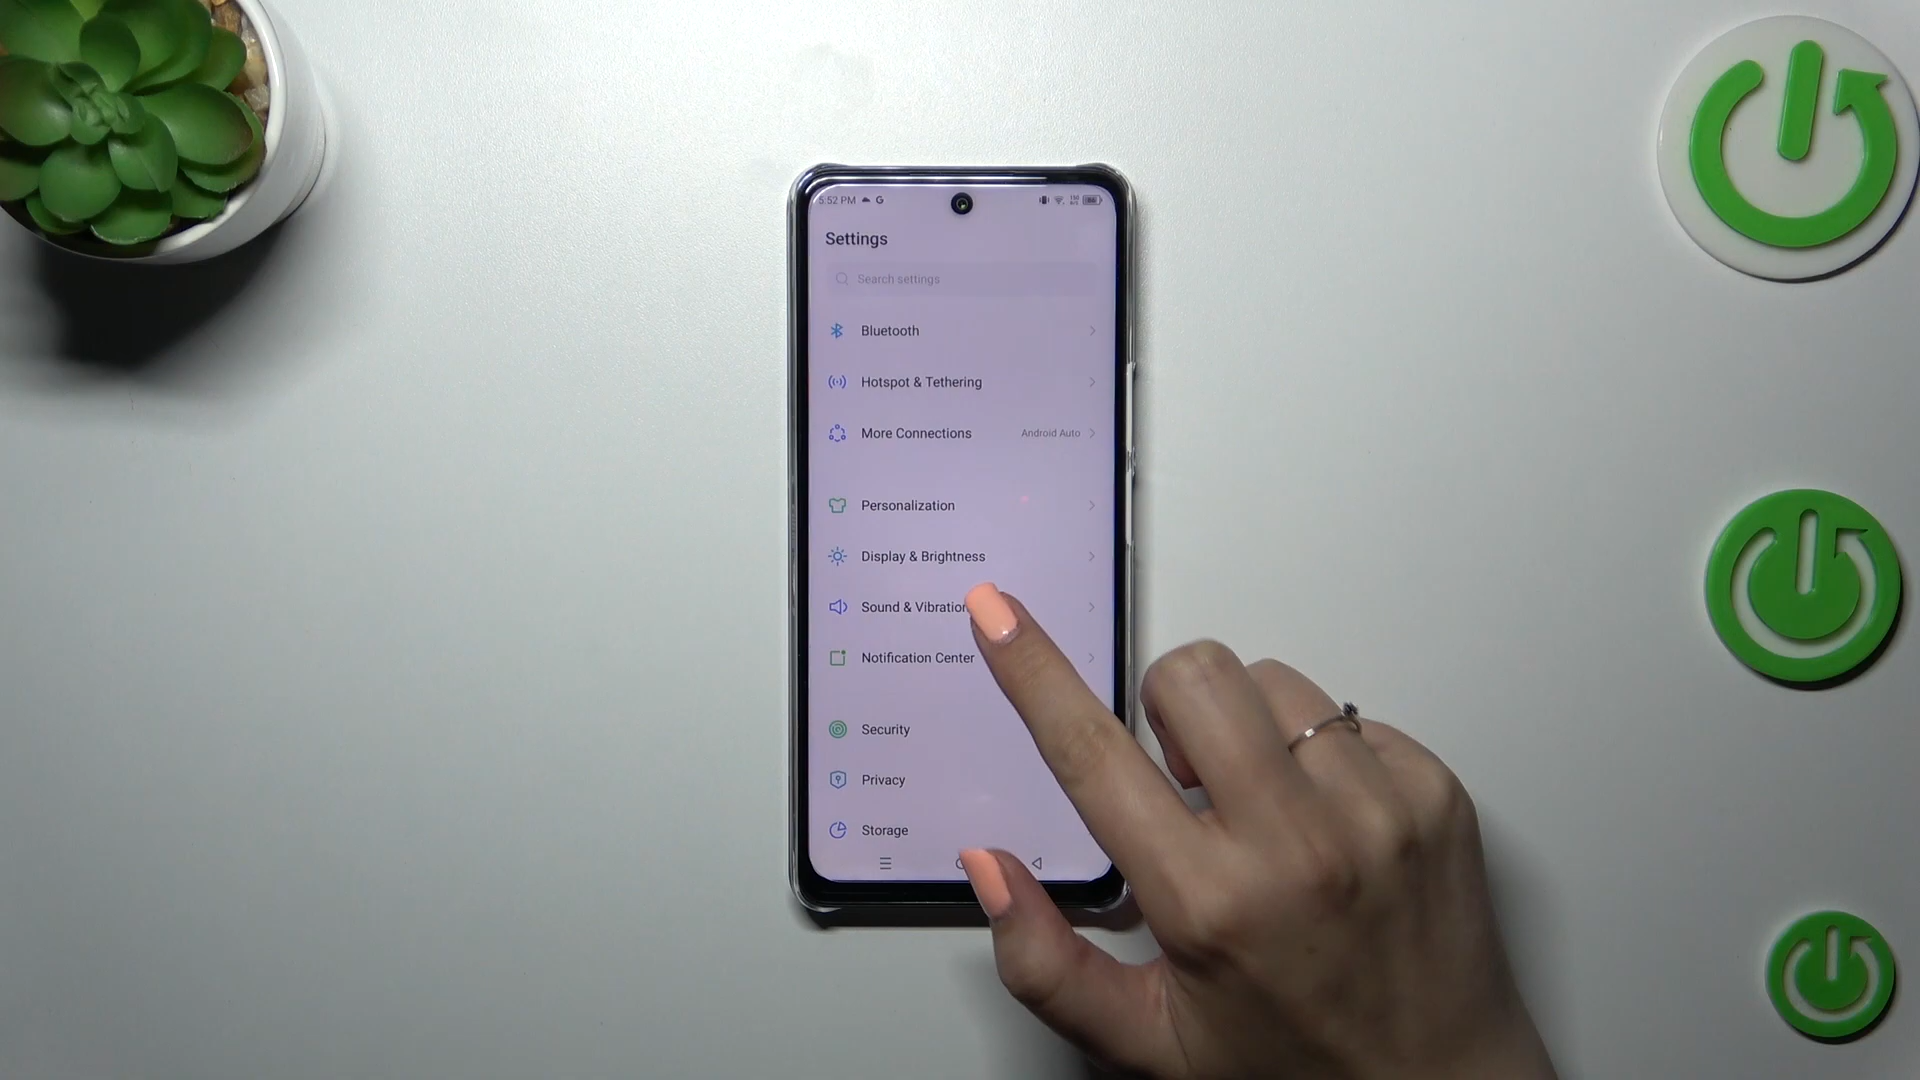 5:52 PM G
Settings
Search settings
Bluetooth
Hotspot & Tethering
More Connections Android Auto
Personalization
Display & Brightness
Sound & Vibration
Notification Center
Security
Privacy
Storage